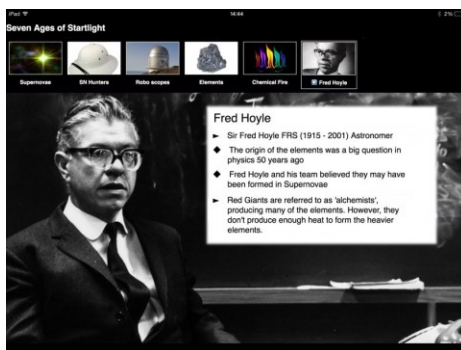 iPad 14:44 2%
Seven Ages of Startlight
Supernovae SN Hunters Robo scopes Elements Chemical Fire Fred Hoyle
Fred Hoyle
► Sir Fred Hoyle FRS (1915 - 2001) Astronomer
◆ The origin of the elements was a big question in
physics 50 years ago
◆ Fred Hoyle and his team believed they may have
been formed in Supernovae
► Red Giants are referred to as 'alchemists',
producing many of the elements. However, they
don't produce enough heat to form the heavier
elements.